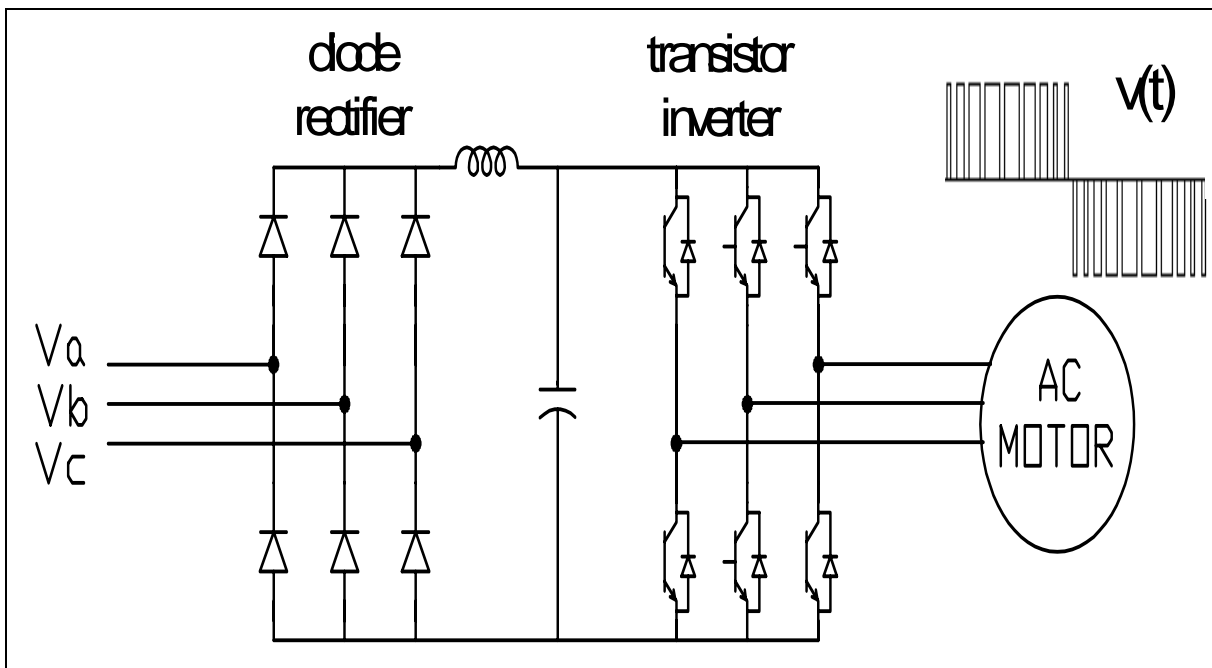 diode
rectifier
transistor
inverter
v(t)
Va
Vb
Vc
AC
MOTOR